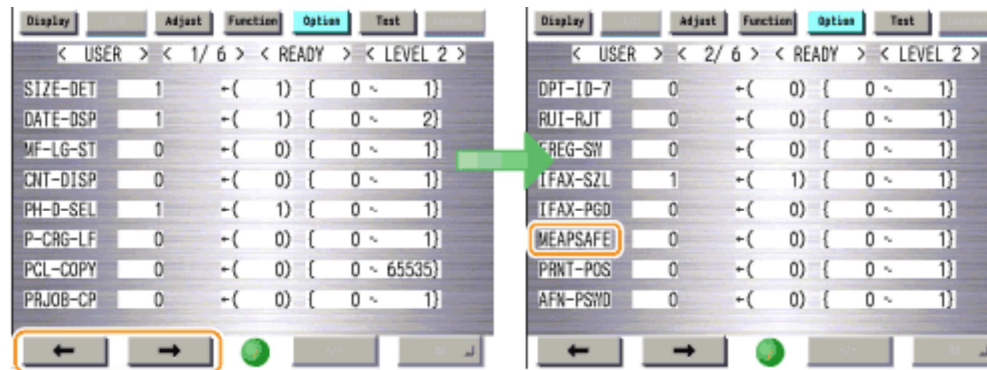 Display Adjust Function Option Test
< USER > < 1/ 6 > < READY > < LEVEL 2 >
SIZE-DET 1 ←( 1) { 0 ~ 1}
DATE-DSP 1 ←( 1) { 0 ~ 2}
MF-LG-ST 0 ←( 0) { 0 ~ 1}
CNT-DISP 0 ←( 0) { 0 ~ 1}
PH-D-SEL 1 ←( 1) { 0 ~ 1}
P-CRG-LF 0 ←( 0) { 0 ~ 1}
PCL-COPY 0 ←( 0) { 0 ~ 65535}
PRJOB-CP 0 ←( 0) { 0 ~ 1}
← →
Display Adjust Function Option Test
< USER > < 2/ 6 > < READY > < LEVEL 2 >
DPT-ID-7 0 ←( 0) { 0 ~ 1}
RUI-RJT 0 ←( 0) { 0 ~ 1}
FREG-SW 0 ←( 0) { 0 ~ 1}
IFAX-SZL 1 ←( 1) { 0 ~ 1}
IFAX-PGD 0 ←( 0) { 0 ~ 1}
MEAPSAFE 0 ←( 0) { 0 ~ 1}
PRNT-POS 0 ←( 0) { 0 ~ 1}
AFN-PSWD 0 ←( 0) { 0 ~ 1}
← →